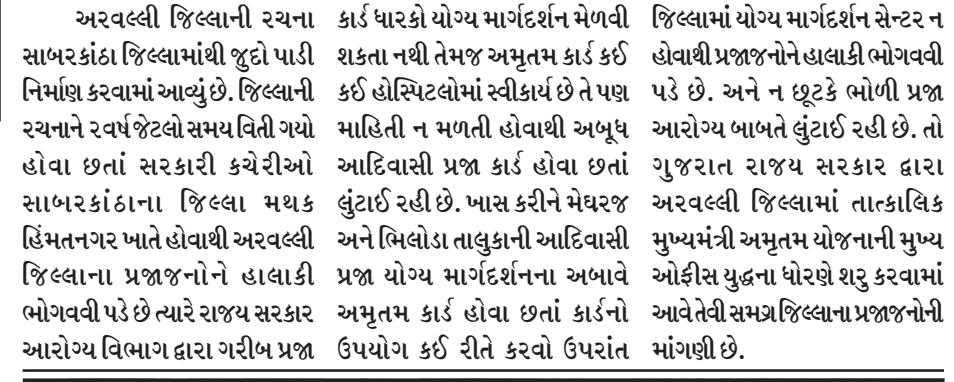 અરવલ્લી જિલ્લાની રચના
સાબરકાંઠા જિલ્લામાંથી જુદો પાડી
નિર્માણ કરવામાં આવ્યું છે. જિલ્લાની
રચનાને ૨ વર્ષ જેટલો સમય વિતી ગયો
હોવા છતાં સરકારી કચેરીઓ
સાબરકાંઠાના જિલ્લા મથક
હિંમતનગર ખાતે હોવાથી અરવલ્લી
જિલ્લાના પ્રજાજનોને હાલાકી
ભોગવવી પડે છે ત્યારે રાજય સરકાર
આરોગ્ય વિભાગ દ્વારા ગરીબ પ્રજા
કાર્ડ ધારકો યોગ્ય માર્ગદર્શન મેળવી
શકતા નથી તેમજ અમૃતમ કાર્ડ કઈ
કઈ હોસ્પિટલોમાં સ્વીકાર્ય છે તે પણ
માહિતી ન મળતી હોવાથી અબૂધ
આદિવાસી પ્રજા કાર્ડ હોવા છતાં
લુંટાઈ રહી છે. ખાસ કરીને મેઘરજ
અને ભિલોડા તાલુકાની આદિવાસી
પ્રજા યોગ્ય માર્ગદર્શનના અબાવે
અમૃતમ કાર્ડ હોવા છતાં કાર્ડનો
ઉપયોગ કઈ રીતે કરવો ઉપરાંત
જિલ્લામાં યોગ્ય માર્ગદર્શન સેન્ટર ન
હોવાથી પ્રજાજનોને હાલાકી ભોગવવી
પડે છે. અને ન છૂટકે ભોળી પ્રજા
આરોગ્ય બાબતે લુંટાઈ રહી છે. તો
ગુજરાત રાજય સરકાર દ્વારા
અરવલ્લી જિલ્લામાં તાત્કાલિક
મુખ્યમંત્રી અમૃતમ યોજનાની મુખ્ય
ઓફીસ યુદ્ધના ધોરણે શરુ કરવામાં
આવે તેવી સમગ્ર જિલ્લાના પ્રજાજનોની
માંગણી છે.